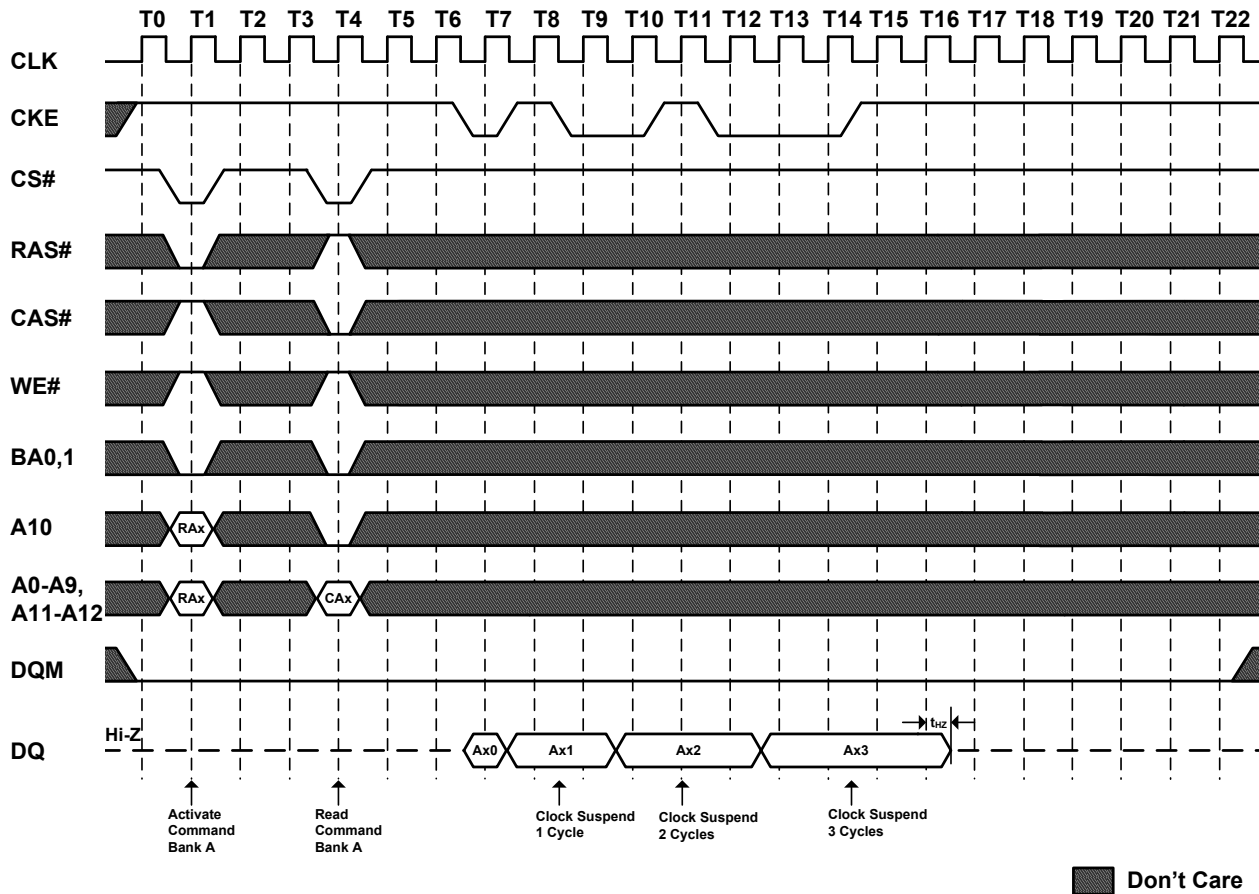 T0 T1 T2 T3 T4 T5 T6 T7 T8 T9 T10 T11 T12 T13 T14 T15 T16 T17 T18 T19 T20 T21 T22
CLK
CKE
CS#
RAS#
CAS#
WE#
BA0,1
A10
RAx
A0-A9,
A11-A12
RAx
CAx
DQM
tHZ
Hi-Z
DQ
Ax0
Ax1
Ax2
Ax3
Activate
Command
Bank A
Read
Command
Bank A
Clock Suspend
1 Cycle
Clock Suspend
2 Cycles
Clock Suspend
3 Cycles
Don't Care